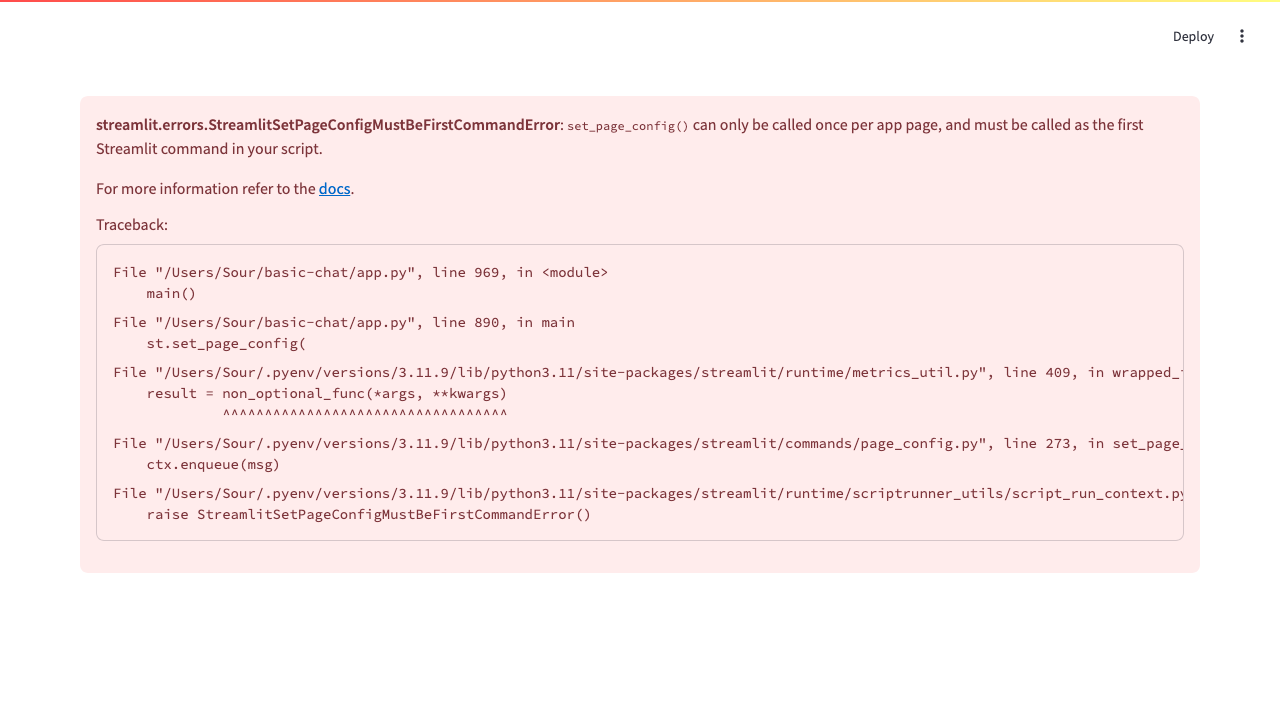 Deploy
streamlit.errors.StreamlitSetPageConfigMustBeFirstCommandError: set_page_config() can only be called once per app page, and must be called as the first
Streamlit command in your script.
For more information refer to the docs.
Traceback:
File "/Users/Sour/basic-chat/app.py", line 969, in <module>
    main()
File "/Users/Sour/basic-chat/app.py", line 890, in main
    st.set_page_config(
File "/Users/Sour/.pyenv/versions/3.11.9/lib/python3.11/site-packages/streamlit/runtime/metrics_util.py", line 409, in wrapped_
    result = non_optional_func(*args, **kwargs)
             ^^^^^^^^^^^^^^^^^^^^^^^^^^^^^^^^^^
File "/Users/Sour/.pyenv/versions/3.11.9/lib/python3.11/site-packages/streamlit/commands/page_config.py", line 273, in set_page_
    ctx.enqueue(msg)
File "/Users/Sour/.pyenv/versions/3.11.9/lib/python3.11/site-packages/streamlit/runtime/scriptrunner_utils/script_run_context.py
    raise StreamlitSetPageConfigMustBeFirstCommandError()